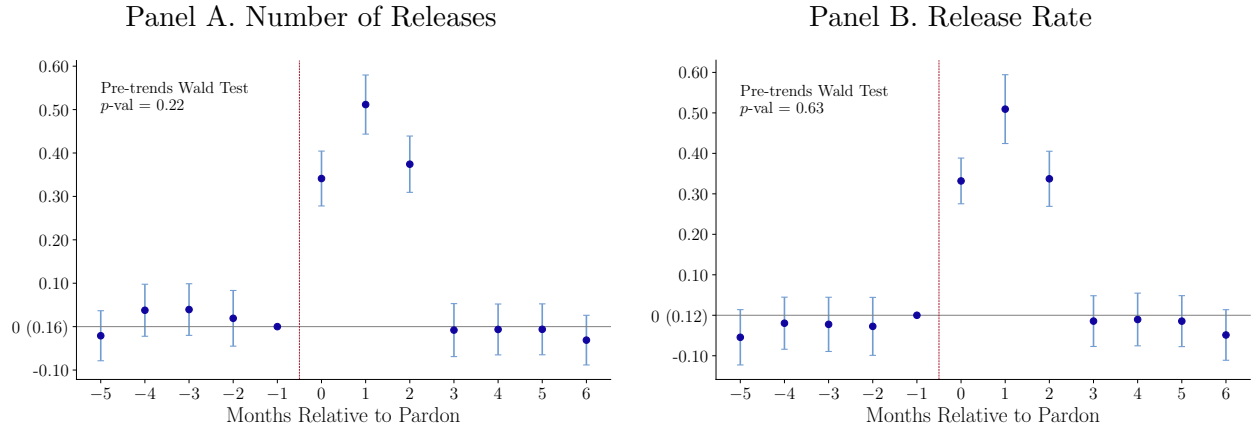 Panel A. Number of Releases
0.60
Pre-trends Wald Test
p-val = 0.22
0.50
0.40
0.30
0.20
0.10
0 (0.16)
-0.10
−5 −4 −3 −2 −1 0 1 2 3 4 5 6
Months Relative to Pardon
Panel B. Release Rate
0.60
Pre-trends Wald Test
p-val = 0.63
0.50
0.40
0.30
0.20
0.10
0 (0.12)
-0.10
−5 −4 −3 −2 −1 0 1 2 3 4 5 6
Months Relative to Pardon